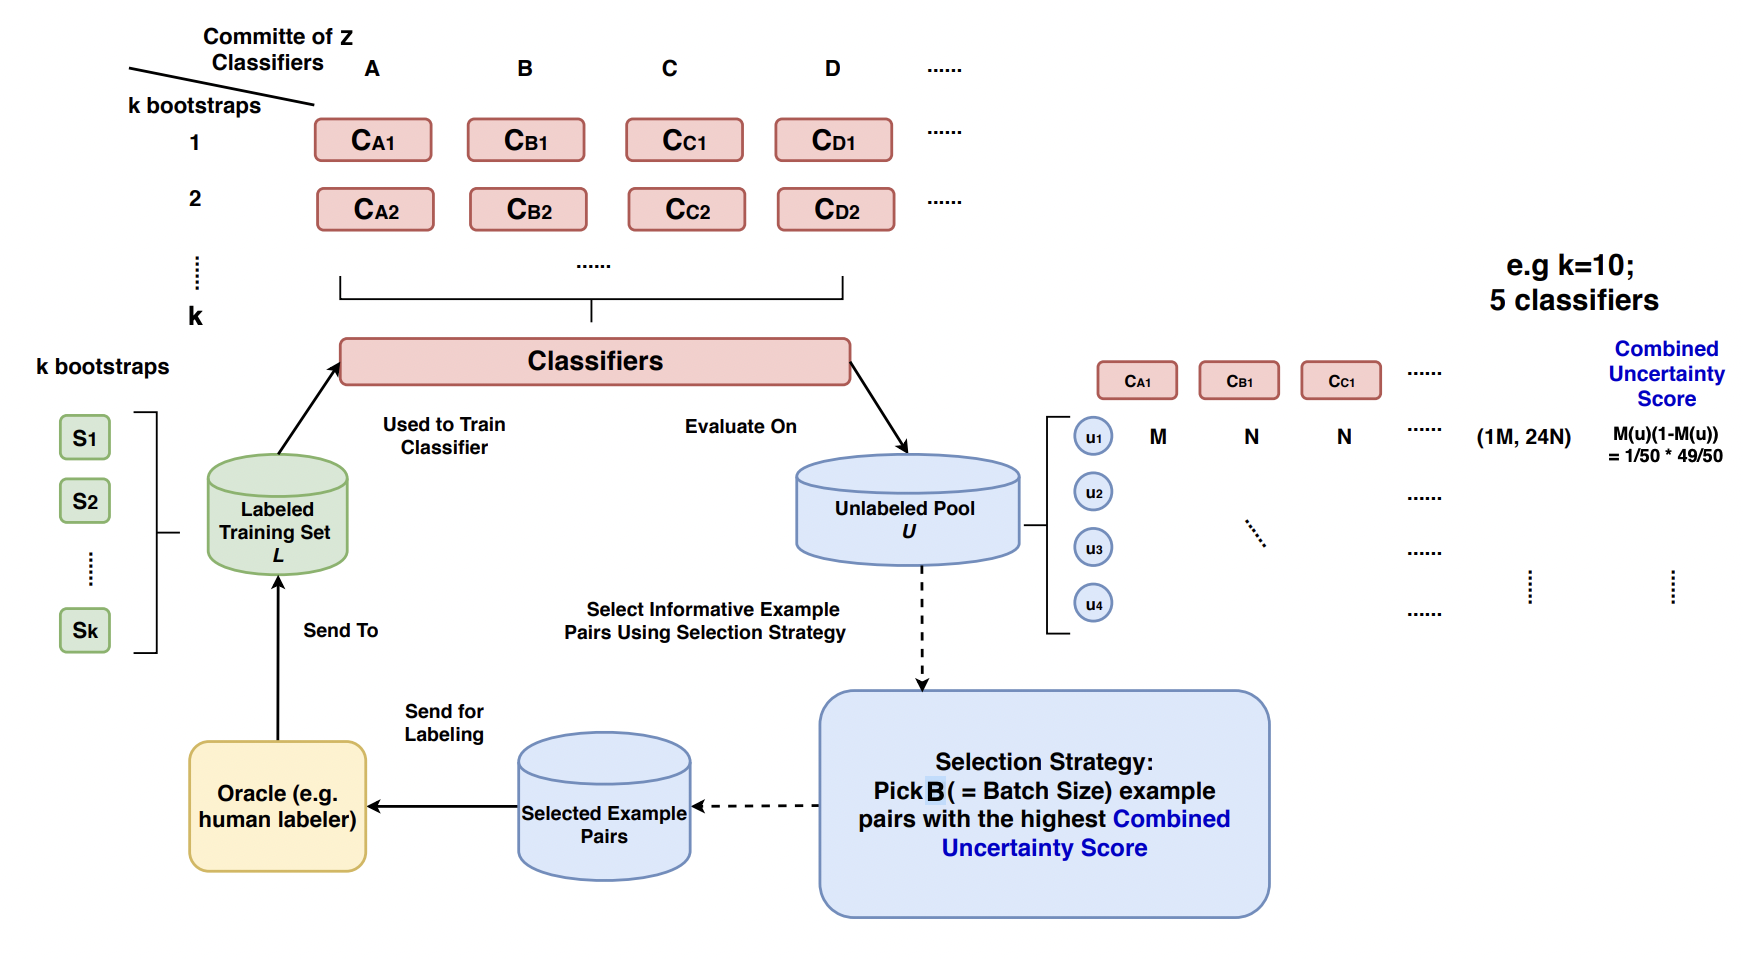 Committe of z
Classifiers
A
B
C
D
......
k bootstraps
1
CA1
CB1
CC1
CD1
......
2
CA2
CB2
CC2
CD2
......
......
k
Classifiers
k bootstraps
S1
S2
Sk
Labeled
Training Set
L
Used to Train
Classifier
Evaluate On
Unlabeled Pool
U
e.g k=10;
5 classifiers
CA1
CB1
CC1
......
Combined
Uncertainty
Score
u1
M
N
N
......
(1M, 24N)
M(u)(1-M(u))
= 1/50 * 49/50
u2
......
u3
......
u4
......
Select Informative Example
Pairs Using Selection Strategy
Send To
Send for
Labeling
Oracle (e.g.
human labeler)
Selected Example
Pairs
Selection Strategy:
Pick B ( = Batch Size) example
pairs with the highest Combined
Uncertainty Score